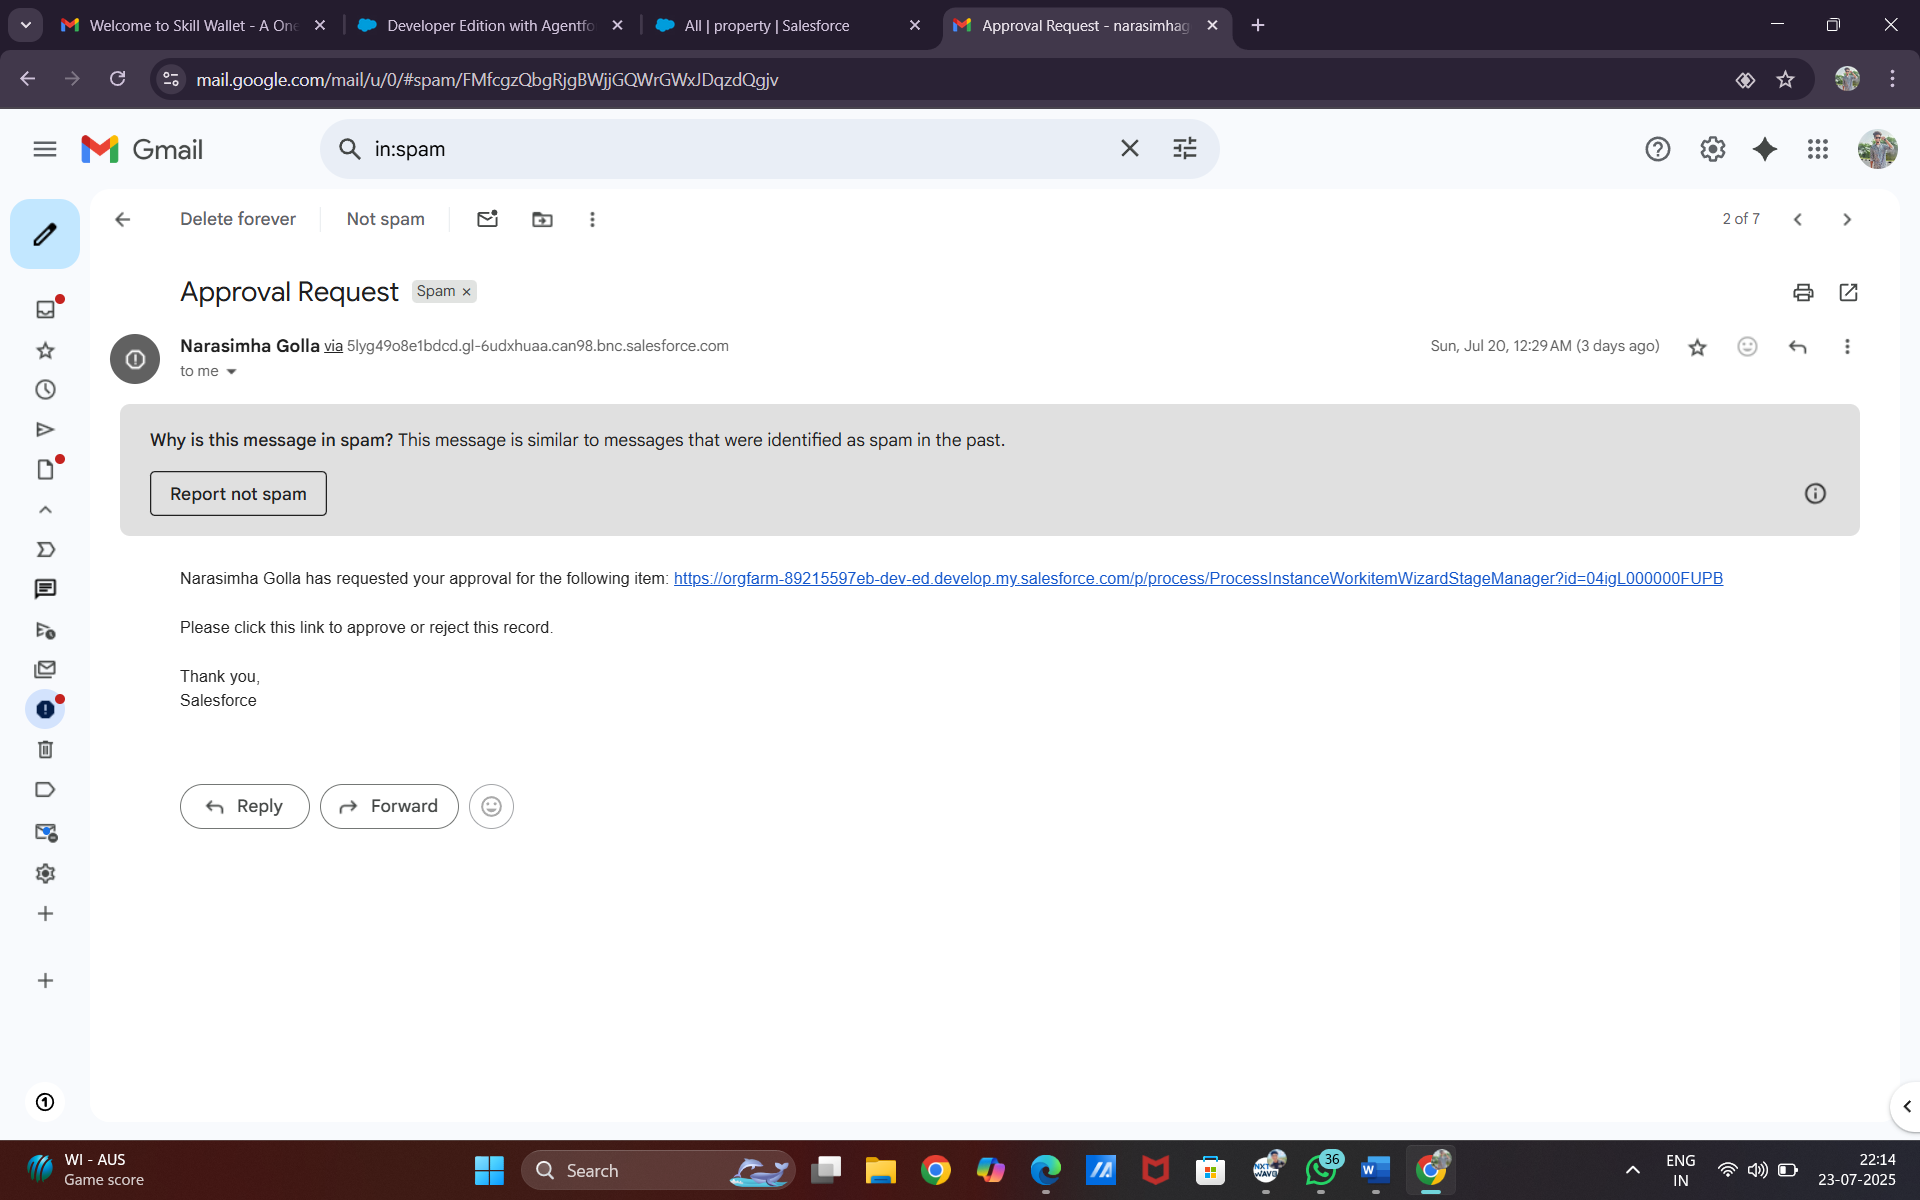 Welcome to Skill Wallet - A One
Developer Edition with Agentfo
All | property | Salesforce
Approval Request - narasimhag
mail.google.com/mail/u/0/#spam/FMfcgzQbgRjgBWjjGQWrGWxJDqzdQgjv
Gmail
in:spam
Delete forever
Not spam
2 of 7
Approval Request
Spam ×
Narasimha Golla via 5lyg49o8e1bdcd.gl-6udxhuaa.can98.bnc.salesforce.com
Sun, Jul 20, 12:29 AM (3 days ago)
to me
Why is this message in spam? This message is similar to messages that were identified as spam in the past.
Report not spam
Narasimha Golla has requested your approval for the following item: https://orgfarm-89215597eb-dev-ed.develop.my.salesforce.com/p/process/ProcessInstanceWorkitemWizardStageManager?id=04igL000000FUPB
Please click this link to approve or reject this record.
Thank you,
Salesforce
Reply
Forward
WI - AUS
Game score
Search
36
ENG
IN
22:14
23-07-2025